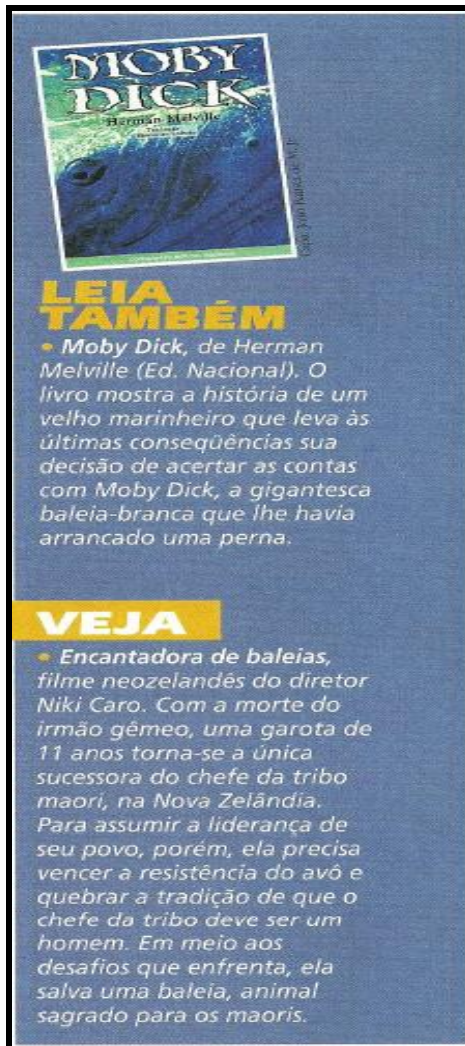 MOBY
DICK
Herman Melville
LEIA
TAMBÉM
• Moby Dick, de Herman
Melville (Ed. Nacional). O
livro mostra a história de um
velho marinheiro que leva às
últimas conseqüências sua
decisão de acertar as contas
com Moby Dick, a gigantesca
baleia-branca que lhe havia
arrancado uma perna.
VEJA
• Encantadora de baleias,
filme neozelandês do diretor
Niki Caro. Com a morte do
irmão gêmeo, uma garota de
11 anos torna-se a única
sucessora do chefe da tribo
maori, na Nova Zelândia.
Para assumir a liderança de
seu povo, porém, ela precisa
vencer a resistência do avô e
quebrar a tradição de que o
chefe da tribo deve ser um
homem. Em meio aos
desafios que enfrenta, ela
salva uma baleia, animal
sagrado para os maoris.